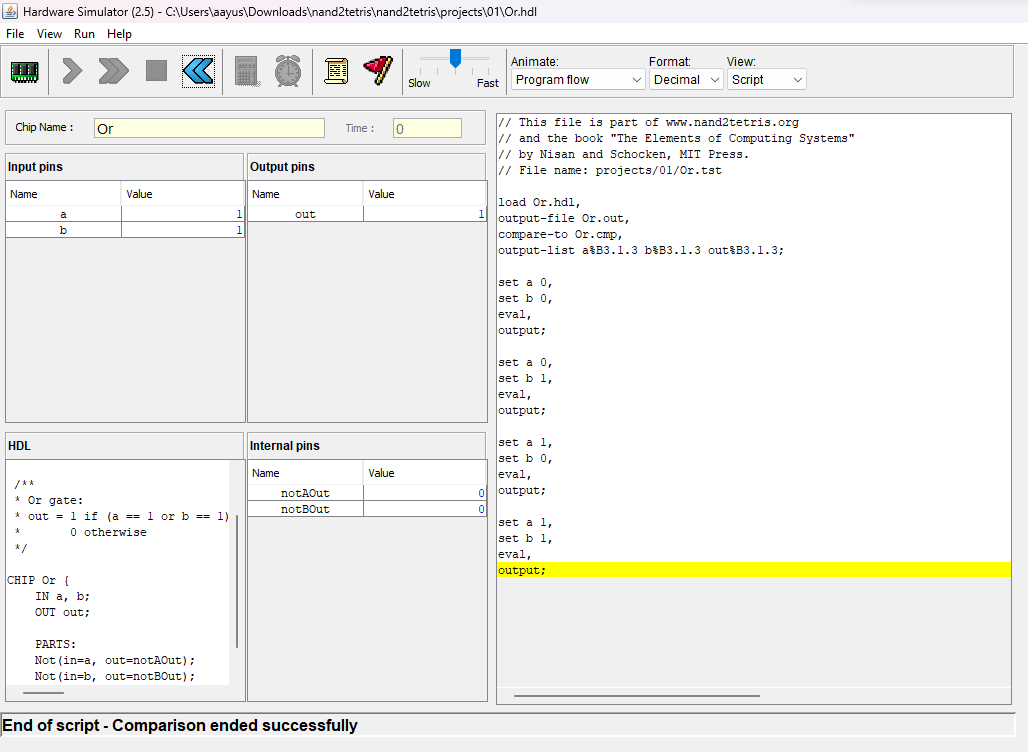 Hardware Simulator (2.5) - C:\Users\aayus\Downloads\nand2tetris\nand2tetris\projects\01\Or.hdl
File View Run Help
Slow Fast
Animate: Format: View:
Program flow Decimal Script
Chip Name : Or Time : 0
Input pins
Name Value
a 1
b 1
Output pins
Name Value
out 1
HDL
/**
* Or gate:
* out = 1 if (a == 1 or b == 1)
* 0 otherwise
*/
CHIP Or {
IN a, b;
OUT out;
PARTS:
Not(in=a, out=notAOut);
Not(in=b, out=notBOut);
Internal pins
Name Value
notAOut 0
notBOut 0
// This file is part of www.nand2tetris.org
// and the book "The Elements of Computing Systems"
// by Nisan and Schocken, MIT Press.
// File name: projects/01/Or.tst
load Or.hdl,
output-file Or.out,
compare-to Or.cmp,
output-list a%B3.1.3 b%B3.1.3 out%B3.1.3;
set a 0,
set b 0,
eval,
output;
set a 0,
set b 1,
eval,
output;
set a 1,
set b 0,
eval,
output;
set a 1,
set b 1,
eval,
output;
End of script - Comparison ended successfully